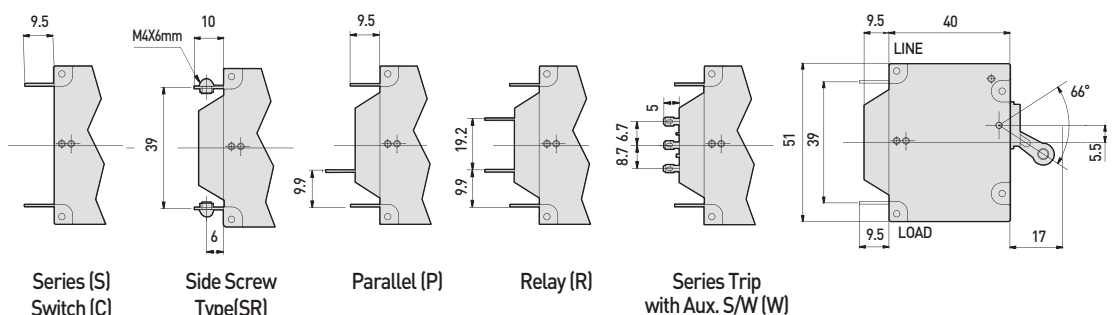 9.5
10
9.5
9.5
40
M4X6mm
LINE
5
66°
39
19.2
6.7
8.7
51
39
5.5
9.9
9.9
6
9.5
LOAD
17
Series (S)
Switch (C)
Side Screw
Type(SR)
Parallel (P)
Relay (R)
Series Trip
with Aux. S/W (W)